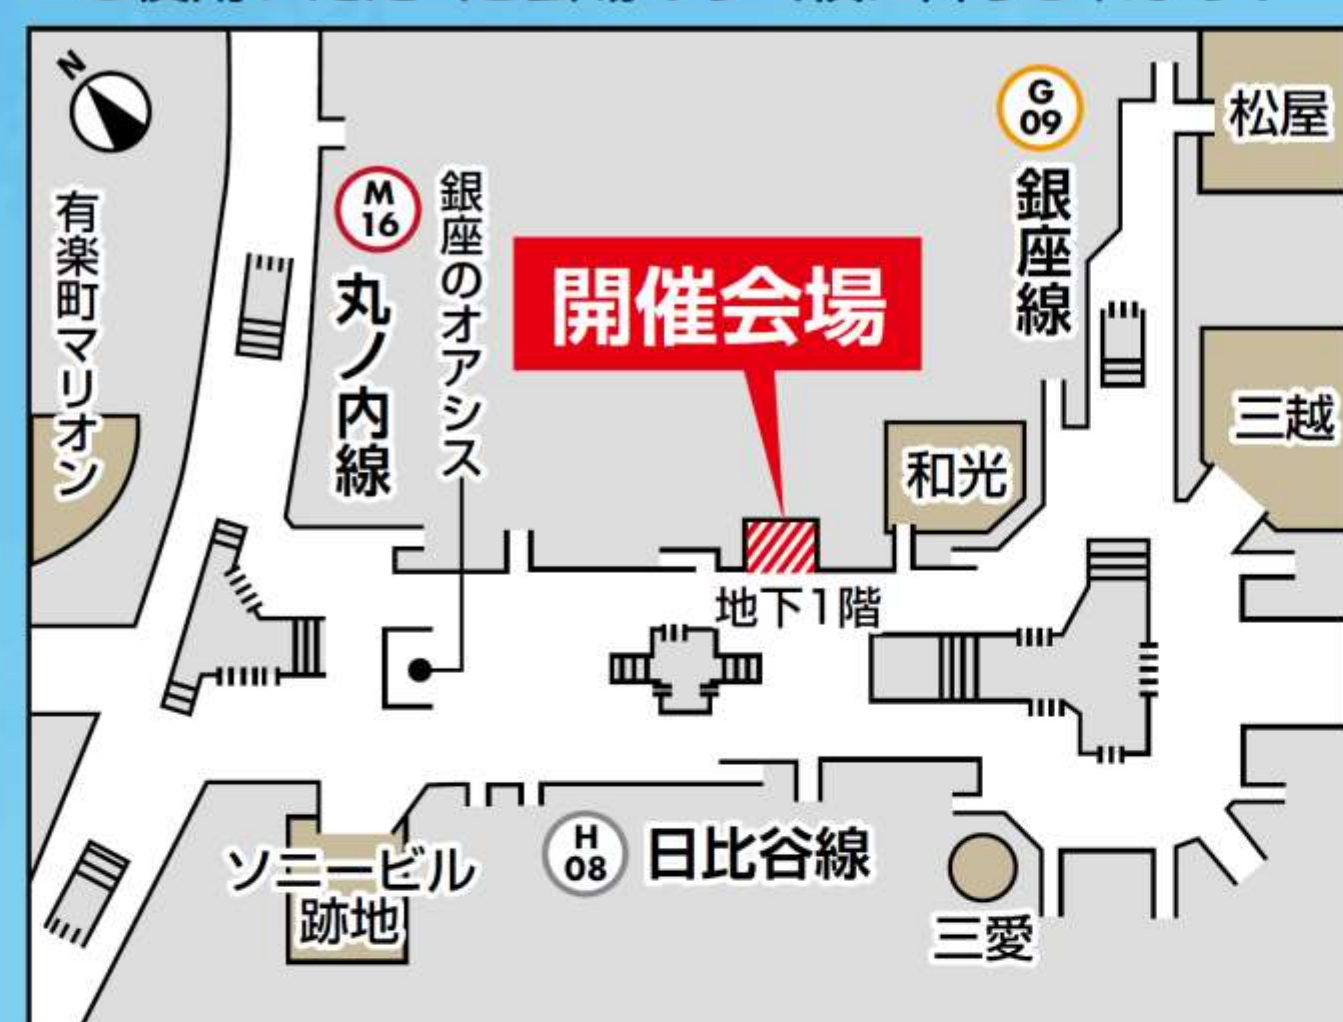 N
有楽町マリオン
M
16
丸ノ内線
銀座のオアシス
開催会場
G
09
銀座線
松屋
三越
和光
地下1階
ソニービル
跡地
H
08
日比谷線
三愛